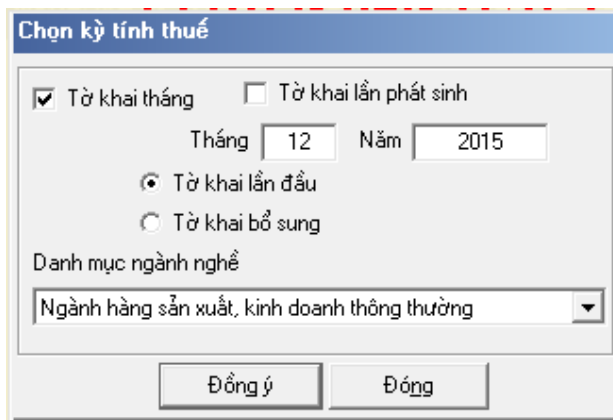 Chọn kỳ tính thuế
Tờ khai tháng Tờ khai lần phát sinh
Tháng 12 Năm 2015
Tờ khai lần đầu
Tờ khai bổ sung
Danh mục ngành nghề
Ngành hàng sản xuất, kinh doanh thông thường
Đồng ý Đóng